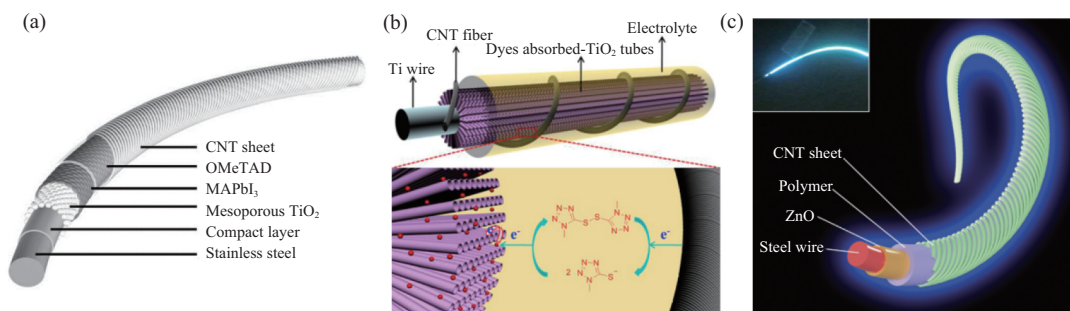 (a)
CNT sheet
OMeTAD
MAPbI₃
Mesoporous TiO₂
Compact layer
Stainless steel
(b)
CNT fiber
Electrolyte
Dyes absorbed-TiO₂ tubes
Ti wire
N-N
N
S
S
N
e⁻
e⁻
2
S⁻
(c)
CNT sheet
Polymer
ZnO
Steel wire